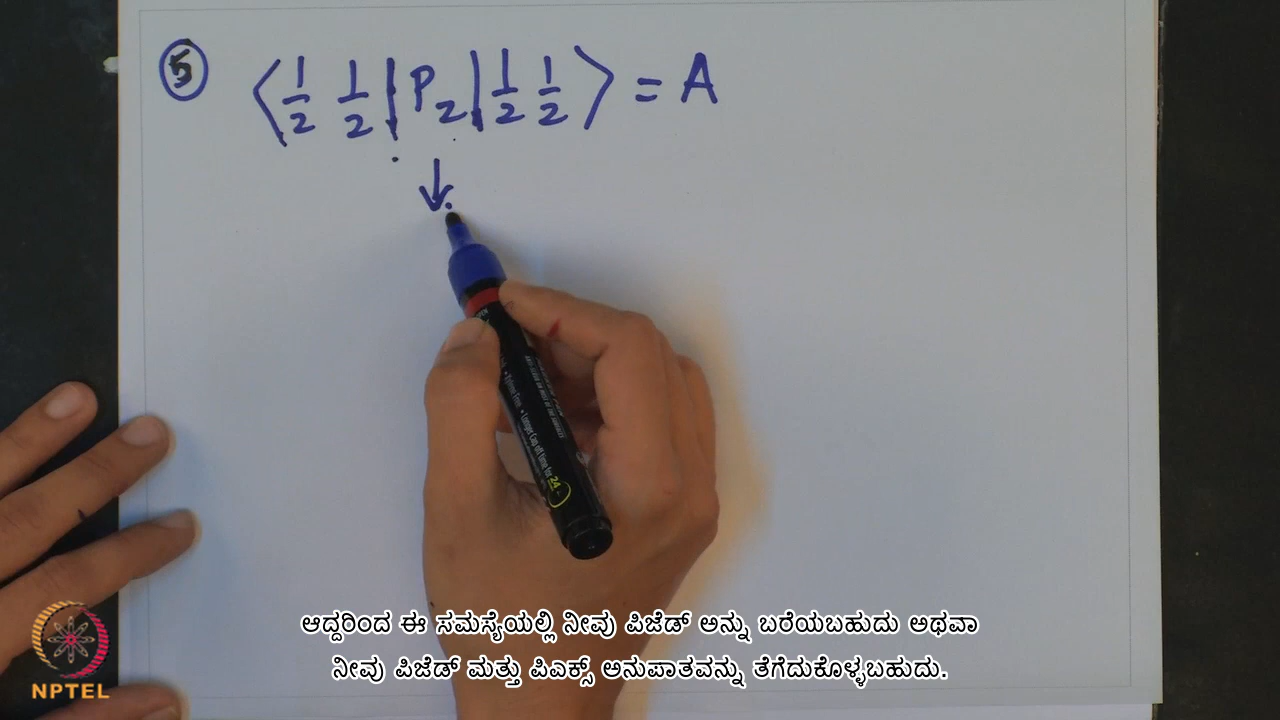 ⑤ ⟨1/2 1/2|P_z|1/2 1/2⟩ = A
↓
24
ಆದ್ದರಿಂದ ಈ ಸಮಸ್ಯೆಯಲ್ಲಿ ನೀವು ಪಿಜೆಡ್ ಅನ್ನು ಬರೆಯಬಹುದು ಅಥವಾ
ನೀವು ಪಿಜೆಡ್ ಮತ್ತು ಪಿಎಕ್ಸ್ ಅನುಪಾತವನ್ನು ತೆಗೆದುಕೊಳ್ಳಬಹುದು.
NPTEL